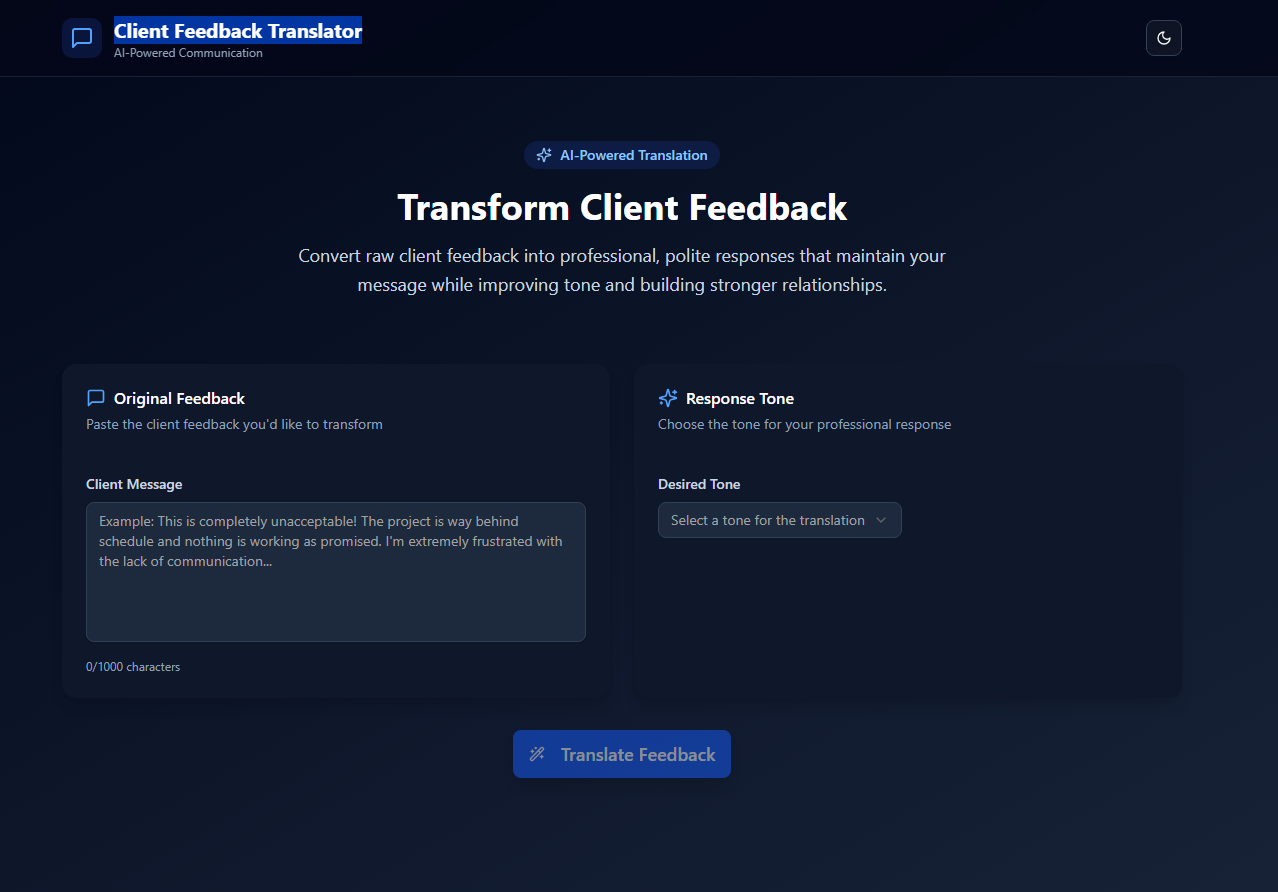 Client Feedback Translator
AI-Powered Communication
AI-Powered Translation
Transform Client Feedback
Convert raw client feedback into professional, polite responses that maintain your
message while improving tone and building stronger relationships.
Original Feedback
Paste the client feedback you'd like to transform
Client Message
Example: This is completely unacceptable! The project is way behind
schedule and nothing is working as promised. I'm extremely frustrated with
the lack of communication...
0/1000 characters
Response Tone
Choose the tone for your professional response
Desired Tone
Select a tone for the translation
Translate Feedback